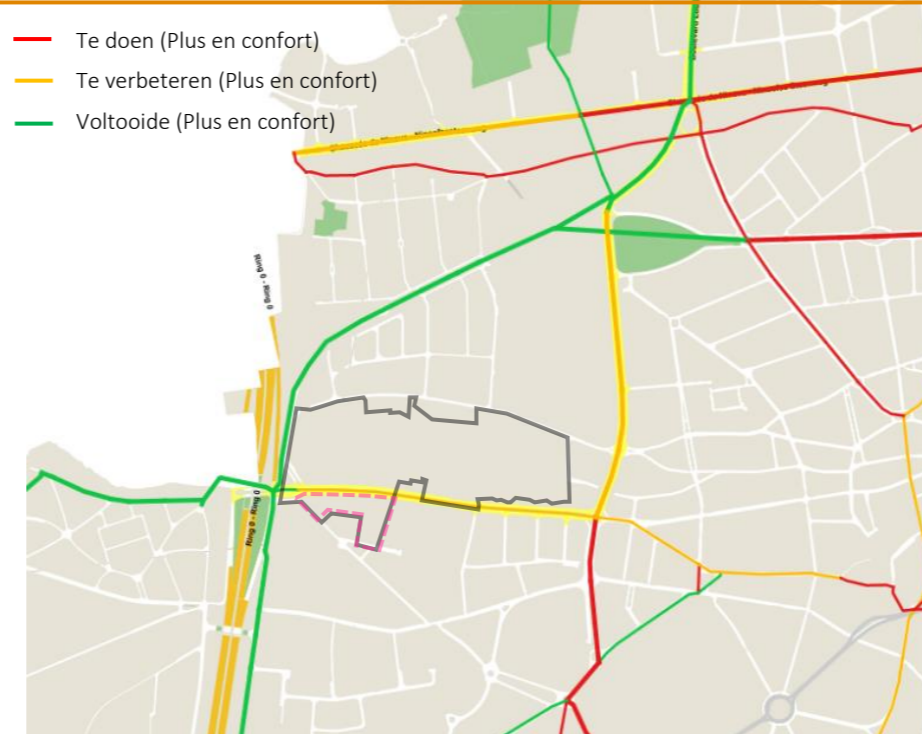 Te doen (Plus en confort)
Te verbeteren (Plus en confort)
Voltooide (Plus en confort)
Ring 0 - Ring 0
Ring 0 - Ring 0